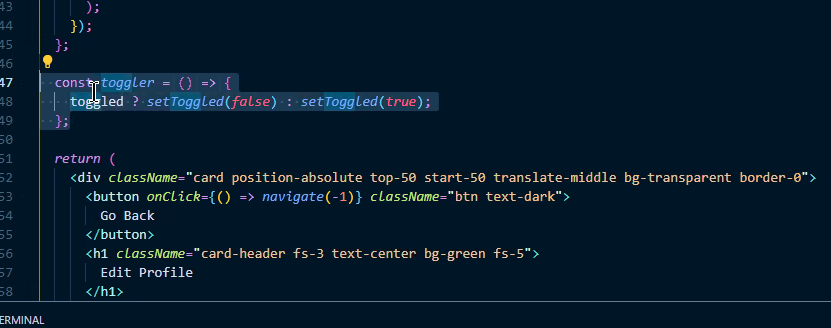 43 );
44 });
45 };
46
47 const toggler = () => {
48 toggled ? setToggled(false) : setToggled(true);
49 };
50
51 return (
52 <div className="card position-absolute top-50 start-50 translate-middle bg-transparent border-0">
53 <button onClick={() => navigate(-1)} className="btn text-dark">
54 Go Back
55 </button>
56 <h1 className="card-header fs-3 text-center bg-green fs-5">
57 Edit Profile
58 </h1>
ERMINAL